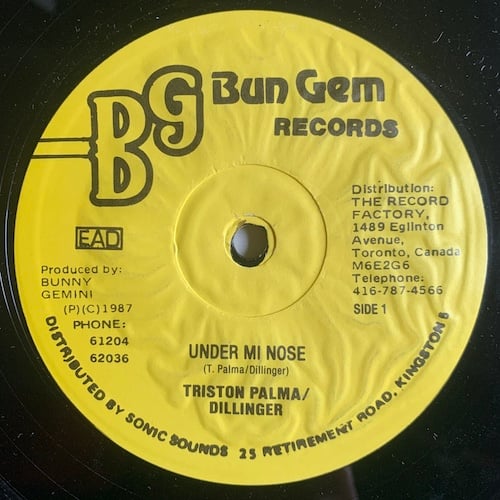 BG Bun Gem
RECORDS
EAD
Produced by:
BUNNY
GEMINI
(P)(C)1987
PHONE:
61204
62036
Distribution:
THE RECORD
FACTORY,
1489 Eglinton
Avenue,
Toronto, Canada
M6E2G6
Telephone:
416-787-4566
SIDE 1
UNDER MI NOSE
(T. Palma/Dillinger)
TRISTON PALMA/
DILLINGER
DISTRIBUTED BY SONIC SOUNDS 25 RETIREMENT ROAD, KINGSTON 5